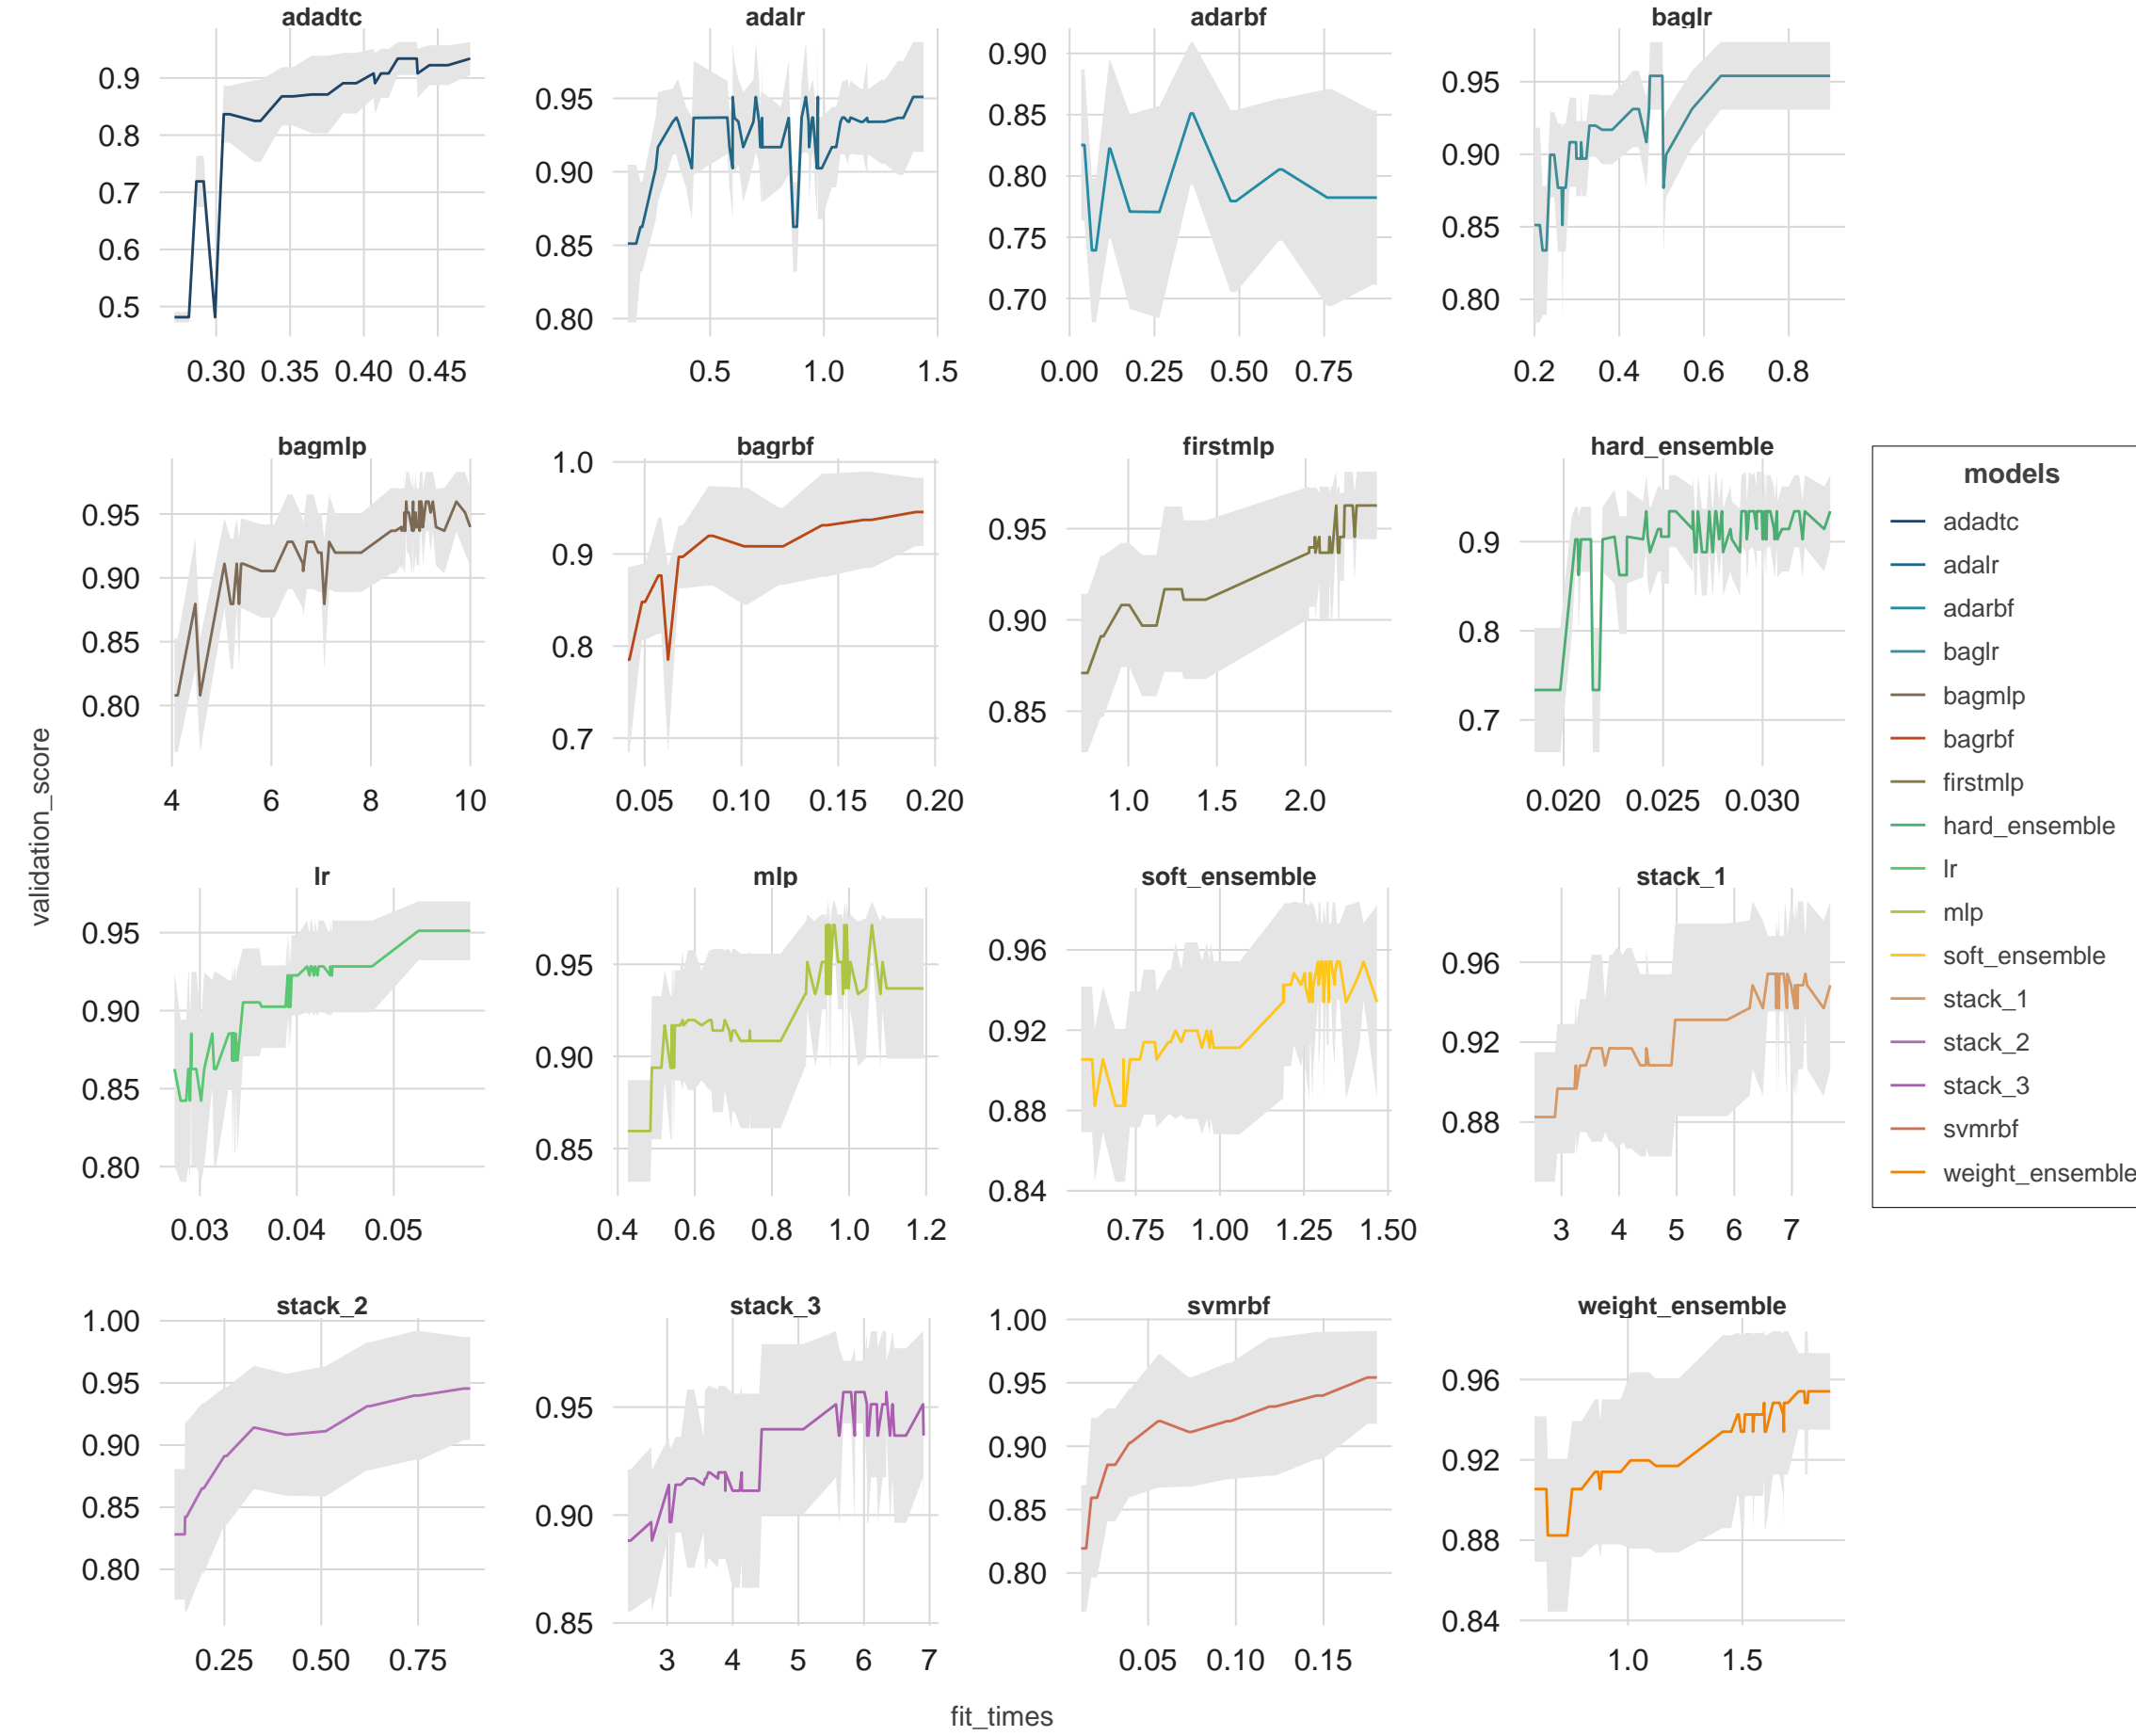 adadtc adalr adarbf baglr
0.9
0.8
0.7
0.6
0.5
0.30 0.35 0.40 0.45
0.95
0.90
0.85
0.80
0.5 1.0 1.5
0.90
0.85
0.80
0.75
0.70
0.00 0.25 0.50 0.75
0.95
0.90
0.85
0.80
0.2 0.4 0.6 0.8
bagmlp bagrbf firstmlp hard_ensemble
0.95
0.90
0.85
0.80
4 6 8 10
1.0
0.9
0.8
0.7
0.05 0.10 0.15 0.20
0.95
0.90
0.85
1.0 1.5 2.0
0.9
0.8
0.7
0.020 0.025 0.030
lr mlp soft_ensemble stack_1
0.95
0.90
0.85
0.80
0.03 0.04 0.05
0.95
0.90
0.85
0.4 0.6 0.8 1.0 1.2
0.96
0.92
0.88
0.84
0.75 1.00 1.25 1.50
0.96
0.92
0.88
3 4 5 6 7
stack_2 stack_3 svmrbf weight_ensemble
1.00
0.95
0.90
0.85
0.80
0.25 0.50 0.75
0.95
0.90
0.85
3 4 5 6 7
1.00
0.95
0.90
0.85
0.80
0.05 0.10 0.15
0.96
0.92
0.88
0.84
1.0 1.5
validation_score
fit_times
models
adadtc
adalr
adarbf
baglr
bagmlp
bagrbf
firstmlp
hard_ensemble
lr
mlp
soft_ensemble
stack_1
stack_2
stack_3
svmrbf
weight_ensemble